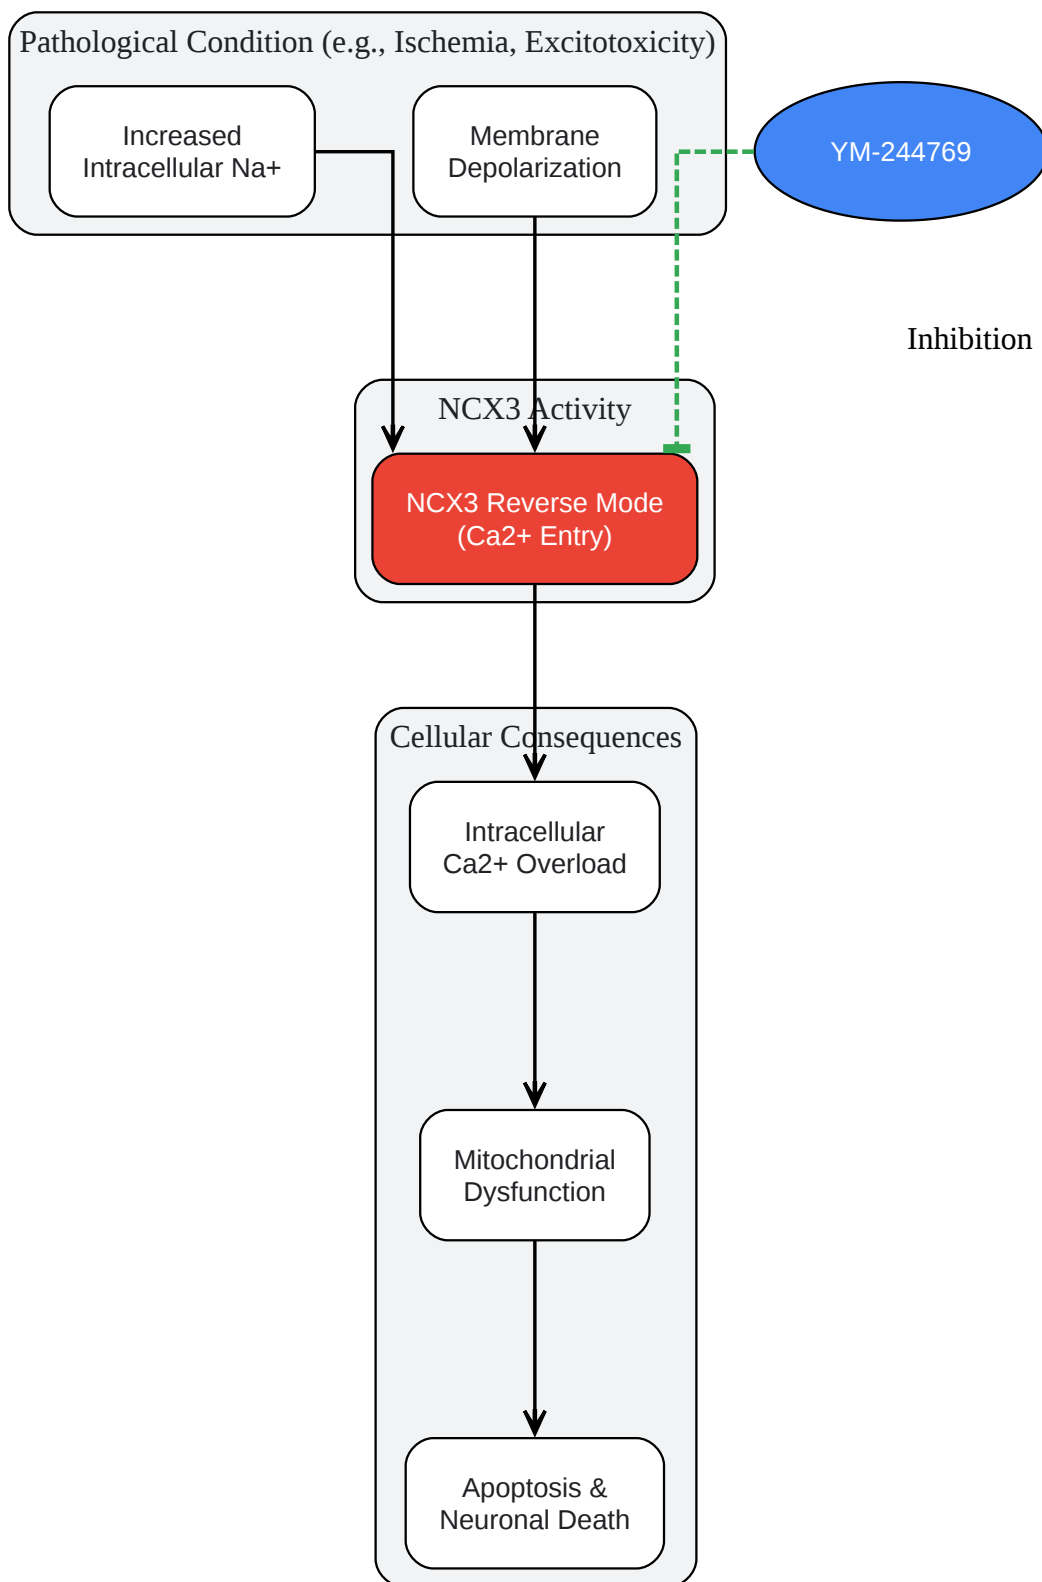 Pathological Condition (e.g., Ischemia, Excitotoxicity)
Increased
Intracellular Na+
Membrane
Depolarization
YM-244769
Inhibition
NCX3 Activity
NCX3 Reverse Mode
(Ca2+ Entry)
Cellular Consequences
Intracellular
Ca2+ Overload
Mitochondrial
Dysfunction
Apoptosis &
Neuronal Death